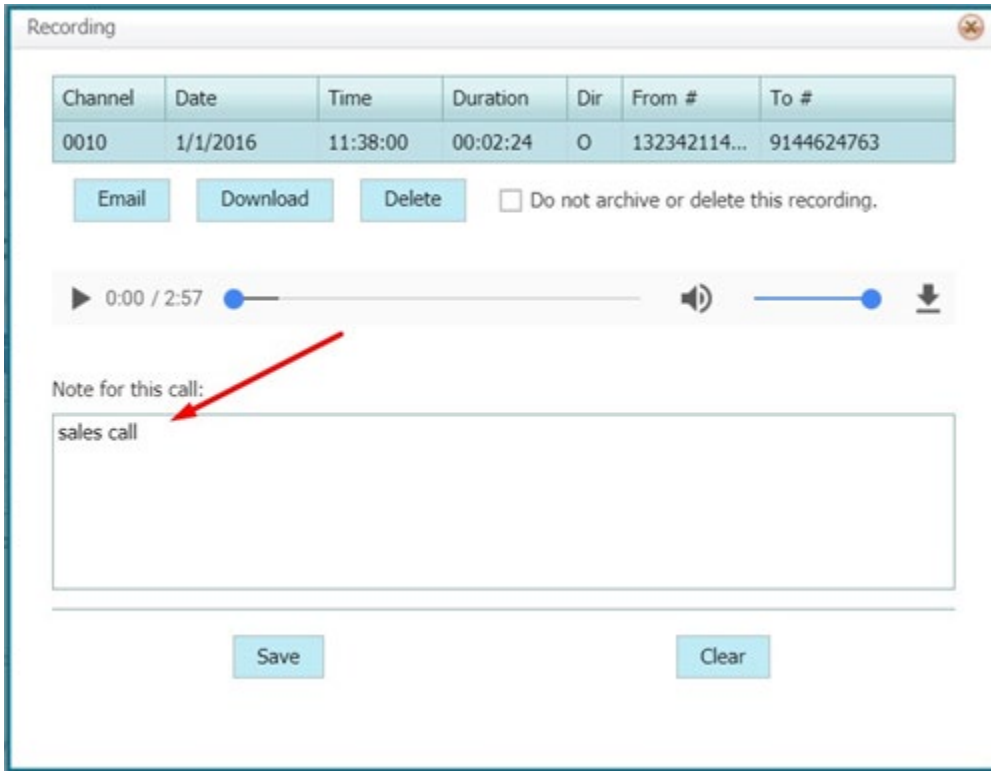 Recording
Channel Date Time Duration Dir From # To #
0010 1/1/2016 11:38:00 00:02:24 O 132342114... 9144624763
Email Download Delete Do not archive or delete this recording.
0:00 / 2:57
Note for this call:
sales call
Save Clear